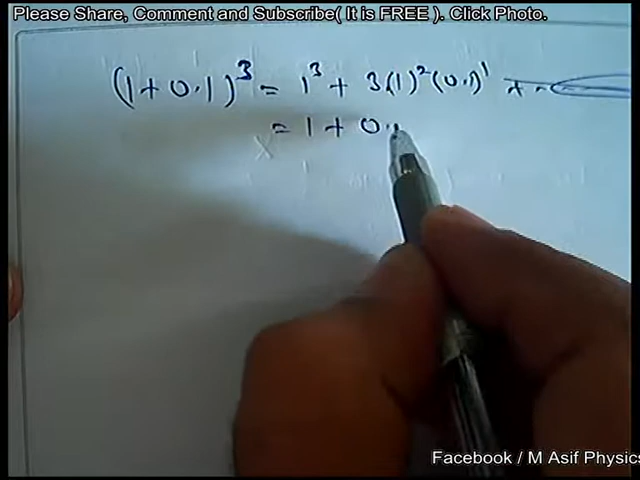 Please Share, Comment and Subscribe( It is FREE ). Click Photo.
(1+0.1)³ = 1³ + 3(1)²(0.1)¹ + --
= 1 + 0.
Facebook / M Asif Physics